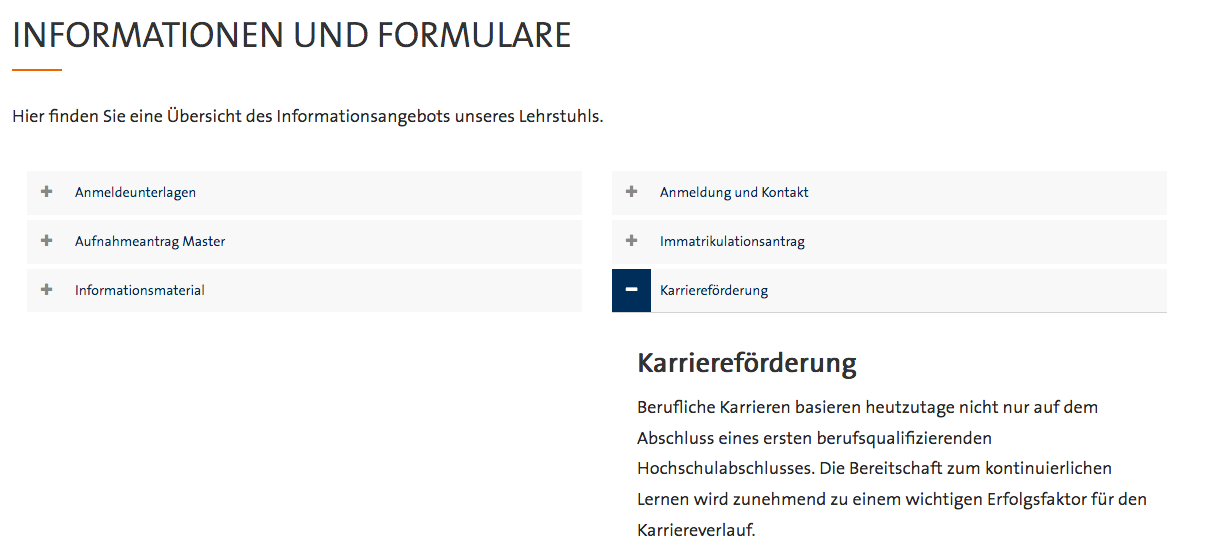 INFORMATIONEN UND FORMULARE
Hier finden Sie eine Übersicht des Informationsangebots unseres Lehrstuhls.
Anmeldeunterlagen
Aufnahmeantrag Master
Informationsmaterial
Anmeldung und Kontakt
Immatrikulationsantrag
Karriereförderung
Karriereförderung
Berufliche Karrieren basieren heutzutage nicht nur auf dem
Abschluss eines ersten berufsqualifizierenden
Hochschulabschlusses. Die Bereitschaft zum kontinuierlichen
Lernen wird zunehmend zu einem wichtigen Erfolgsfaktor für den
Karriereverlauf.